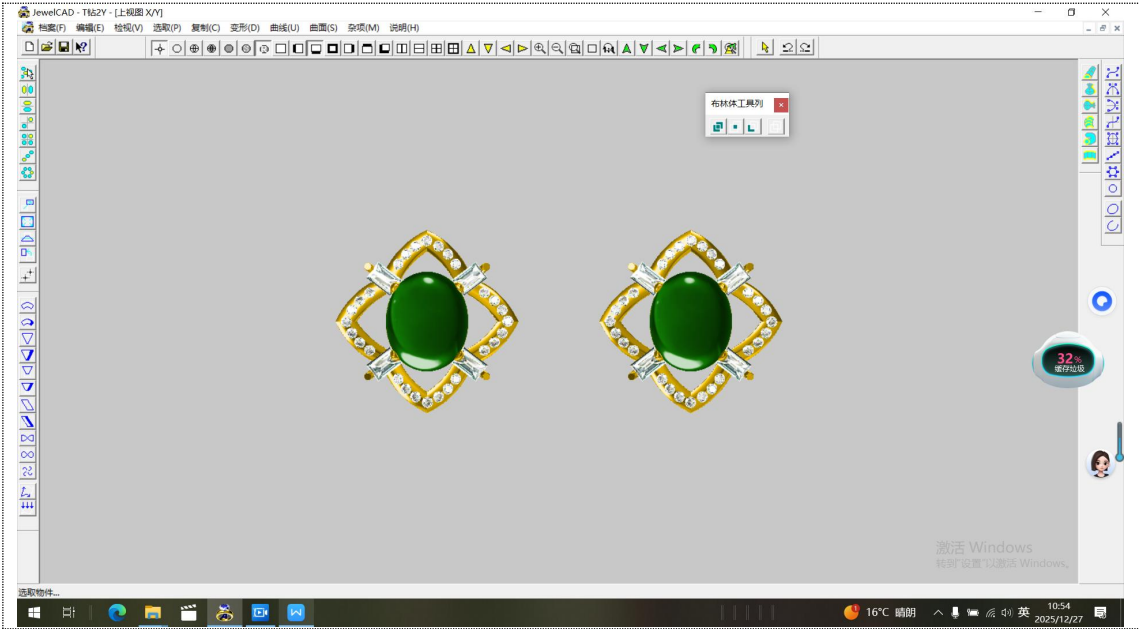 JewelCAD - T帖2Y - [上视图 X/Y]
档案(F) 编辑(E) 检视(V) 选取(P) 复制(C) 变形(D) 曲线(U) 曲面(S) 杂项(M) 说明(H)
布林体工具列
32%
缓存垃圾
激活 Windows
转到"设置"以激活 Windows。
选取物件...
16°C 晴朗
英
10:54
2025/12/27